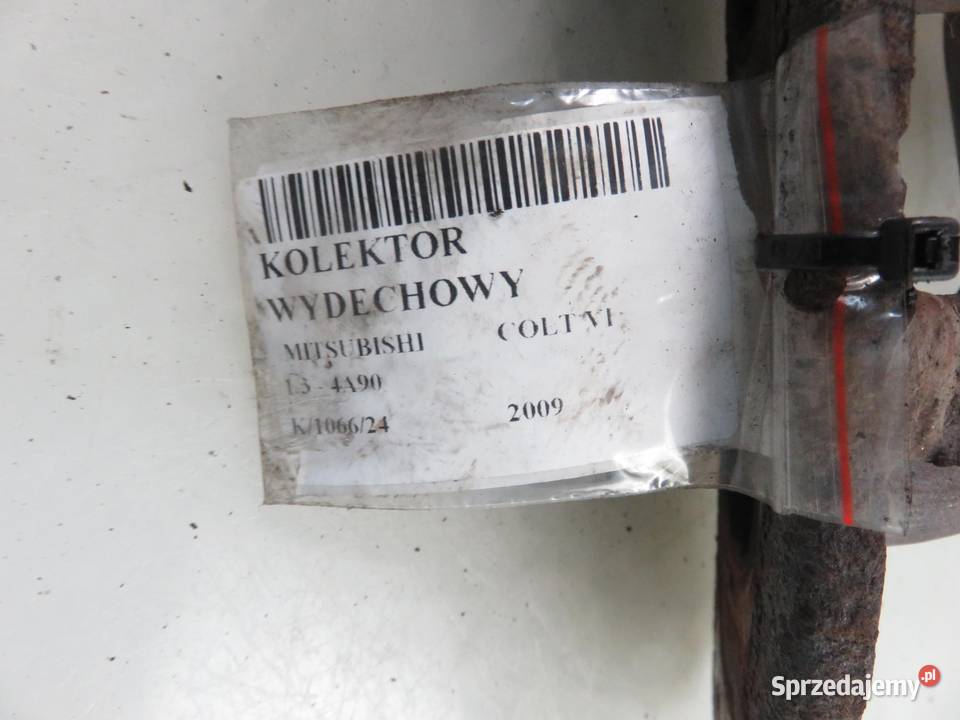 KOLEKTOR
WYDECHOWY
MITSUBISHI COLT VI
1.3 - 4A90
K/1066/24 2009
Sprzedajemy.pl